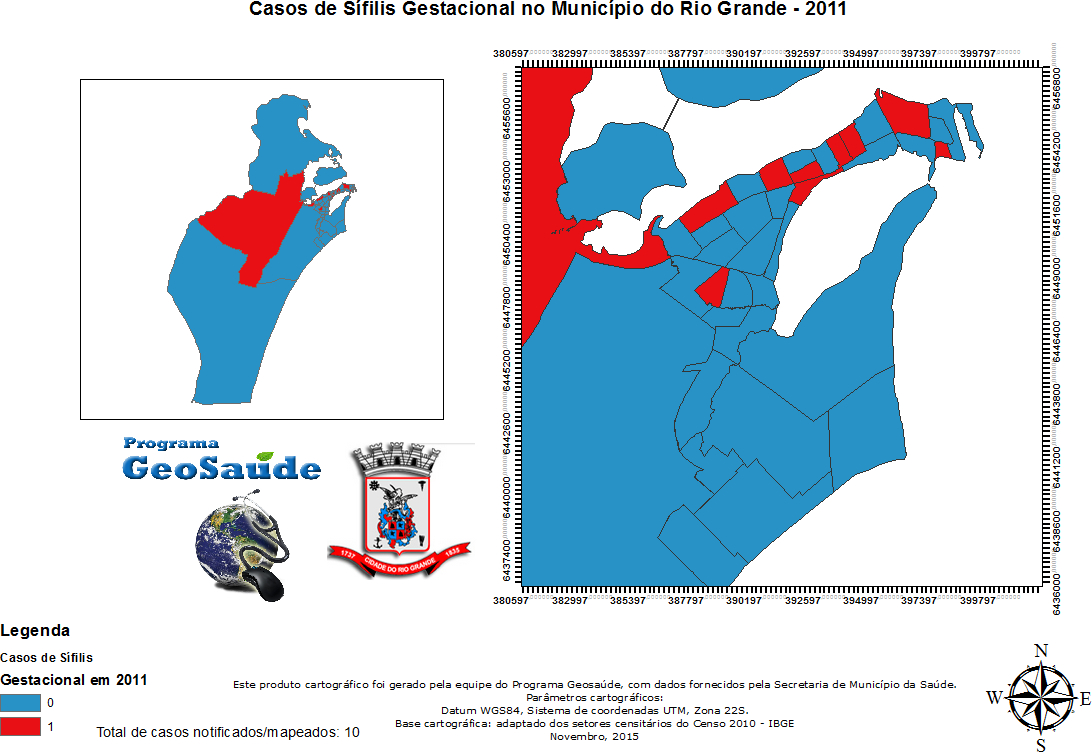 Casos de Sífilis Gestacional no Município do Rio Grande - 2011
380597 382997 385397 387797 390197 392597 394997 397397 399797
6455600
6453000
6450400
6447800
6445200
6442600
6440000
6437400
6456800
6454200
6451600
6449000
6446400
6443800
6441200
6438600
6436000
380597 382997 385397 387797 390197 392597 394997 397397 399797
Programa
GeoSaúde
1737 CIDADE DO RIO GRANDE 1835
Legenda
Casos de Sífilis
Gestacional em 2011
0
1
Total de casos notificados/mapeados: 10
Este produto cartográfico foi gerado pela equipe do Programa Geosaúde, com dados fornecidos pela Secretaria de Município da Saúde.
Parâmetros cartográficos:
Datum WGS84, Sistema de coordenadas UTM, Zona 22S.
Base cartográfica: adaptado dos setores censitários do Censo 2010 - IBGE
Novembro, 2015
N
W E
S